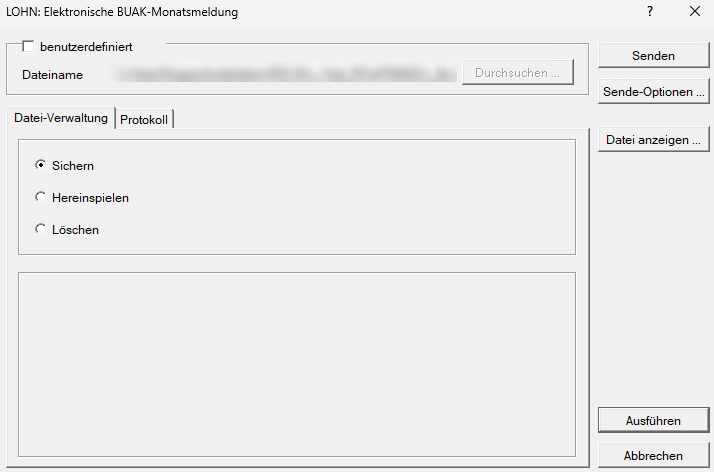 LOHN: Elektronische BUAK-Monatsmeldung
?
benutzerdefiniert
Dateiname
Durchsuchen ...
Senden
Sende-Optionen ...
Datei-Verwaltung
Protokoll
Datei anzeigen ...
Sichern
Hereinspielen
Löschen
Ausführen
Abbrechen